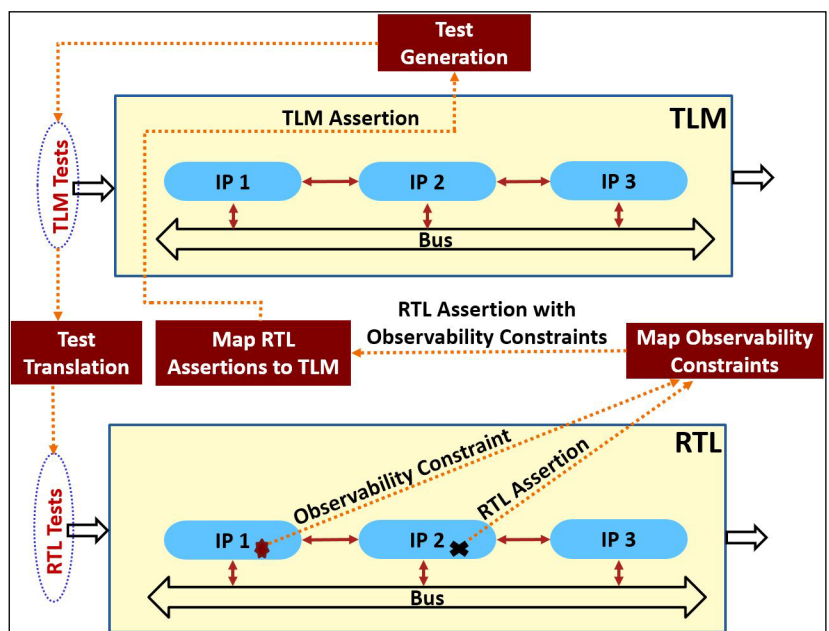 Test
Generation
TLM Assertion
TLM
TLM Tests
IP 1
IP 2
IP 3
Bus
RTL Assertion with
Observability Constraints
Test
Translation
Map RTL
Assertions to TLM
Map Observability
Constraints
RTL
Observability Constraint
RTL Assertion
RTL Tests
IP 1
IP 2
IP 3
Bus